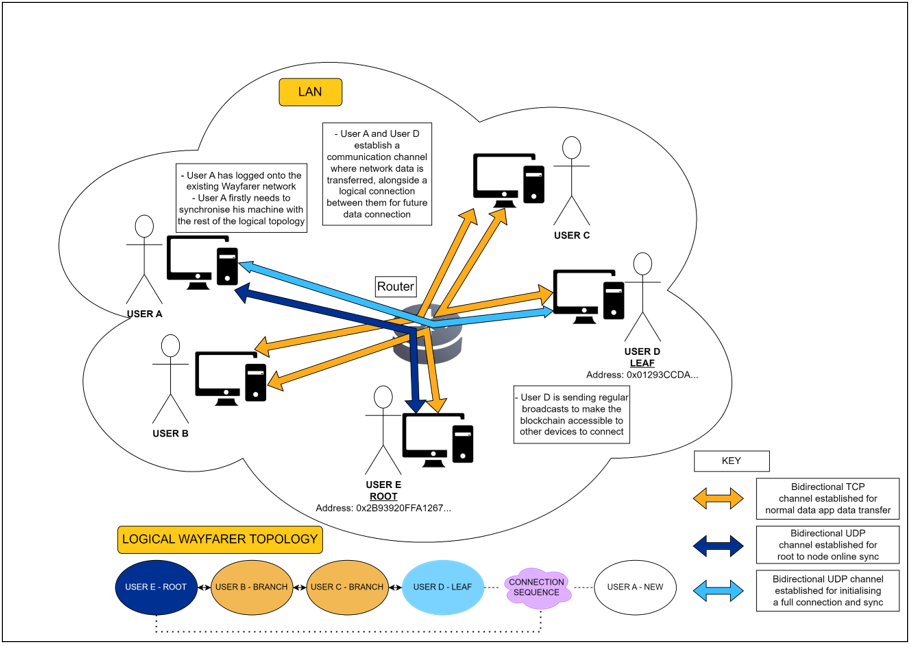 LAN
- User A and User D
establish a
communication channel
where network data is
transferred, alongside a
logical connection
between them for future
data connection
- User A has logged onto the
existing Wayfarer network
- User A firstly needs to
synchronise his machine with
the rest of the logical topology
USER C
USER A
Router
USER D
LEAF
Address: 0x01293CCDA...
USER B
- User D is sending regular
broadcasts to make the
blockchain accessible to
other devices to connect
USER E
ROOT
Address: 0x2B93920FFA1267...
KEY
Bidirectional TCP
channel established for
normal data app data transfer
Bidirectional UDP
channel established for
root to node online sync
Bidirectional UDP channel
established for initialising
a full connection and sync
LOGICAL WAYFARER TOPOLOGY
USER E - ROOT
USER B - BRANCH
USER C - BRANCH
USER D - LEAF
CONNECTION
SEQUENCE
USER A - NEW